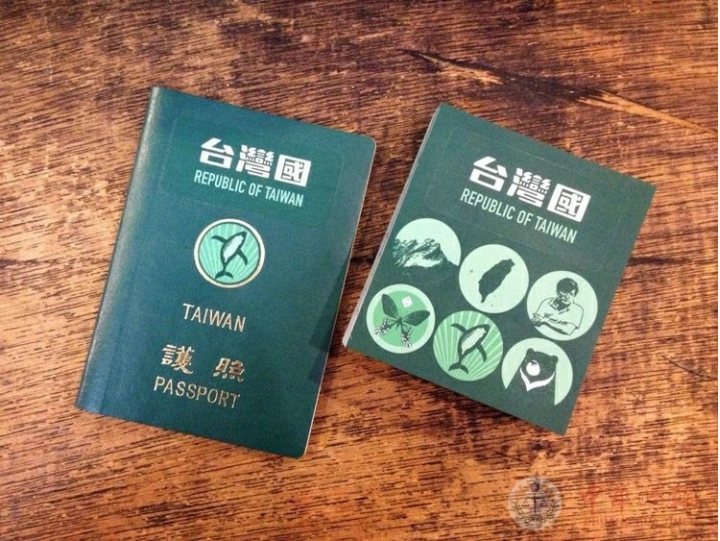 台灣國
REPUBLIC OF TAIWAN
TAIWAN
護照
PASSPORT
台灣國
REPUBLIC OF TAIWAN